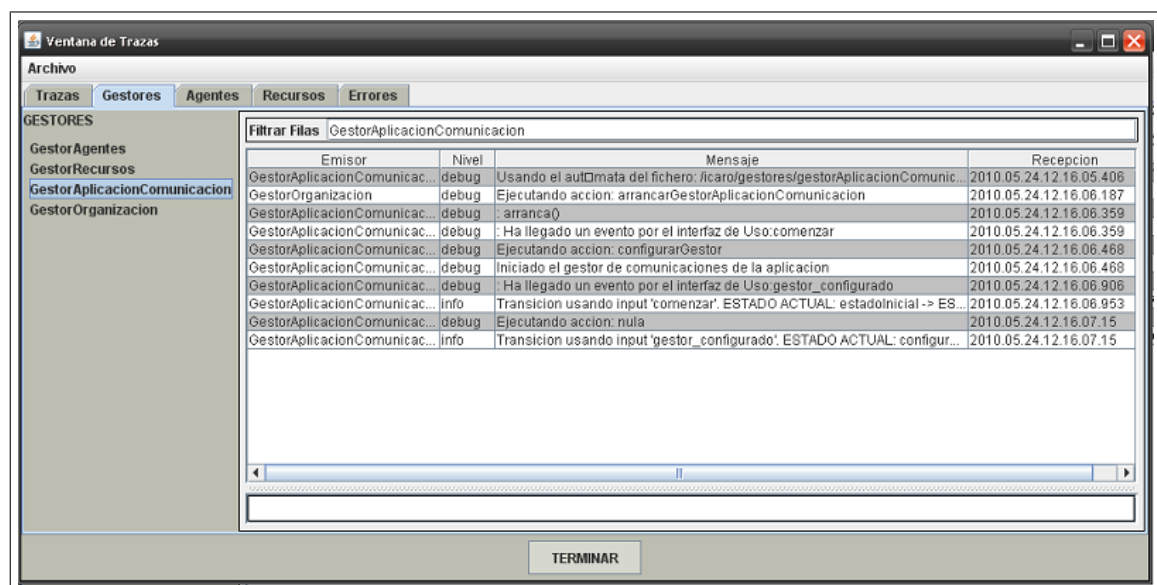 Ventana de Trazas
Archivo
Trazas Gestores Agentes Recursos Errores
GESTORES
GestorAgentes
GestorRecursos
GestorAplicacionComunicacion
GestorOrganizacion
Filtrar Filas GestorAplicacionComunicacion
Emisor Nivel Mensaje Recepcion
GestorAplicacionComunicac... debug Usando el aut□mata del fichero: /icaro/gestores/gestorAplicacionComunic... 2010.05.24.12.16.05.406
GestorOrganizacion debug Ejecutando accion: arrancarGestorAplicacionComunicacion 2010.05.24.12.16.06.187
GestorAplicacionComunicac... debug : arranca() 2010.05.24.12.16.06.359
GestorAplicacionComunicac... debug : Ha llegado un evento por el interfaz de Uso:comenzar 2010.05.24.12.16.06.359
GestorAplicacionComunicac... debug Ejecutando accion: configurarGestor 2010.05.24.12.16.06.468
GestorAplicacionComunicac... debug Iniciado el gestor de comunicaciones de la aplicacion 2010.05.24.12.16.06.468
GestorAplicacionComunicac... debug : Ha llegado un evento por el interfaz de Uso:gestor_configurado 2010.05.24.12.16.06.906
GestorAplicacionComunicac... info Transicion usando input 'comenzar'. ESTADO ACTUAL: estadoInicial -> ES... 2010.05.24.12.16.06.953
GestorAplicacionComunicac... debug Ejecutando accion: nula 2010.05.24.12.16.07.15
GestorAplicacionComunicac... info Transicion usando input 'gestor_configurado'. ESTADO ACTUAL: configur... 2010.05.24.12.16.07.15
TERMINAR